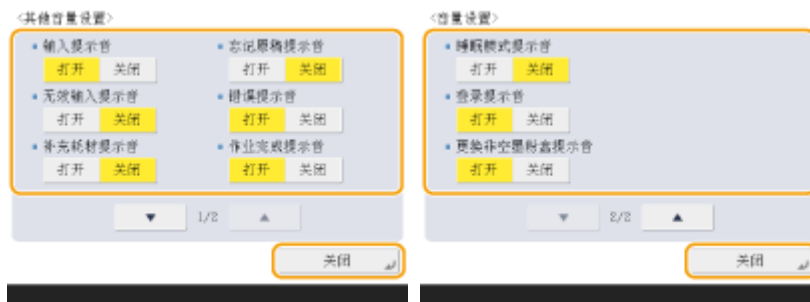 <其他音量设置>
输入提示音 忘记原稿提示音
打开 关闭 打开 关闭
无效输入提示音 错误提示音
打开 关闭 打开 关闭
补充耗材提示音 作业完成提示音
打开 关闭 打开 关闭
▼ 1/2 ▲
关闭
<音量设置>
睡眠模式提示音
打开 关闭
登录提示音
打开 关闭
更换非空墨粉盒提示音
打开 关闭
▼ 2/2 ▲
关闭